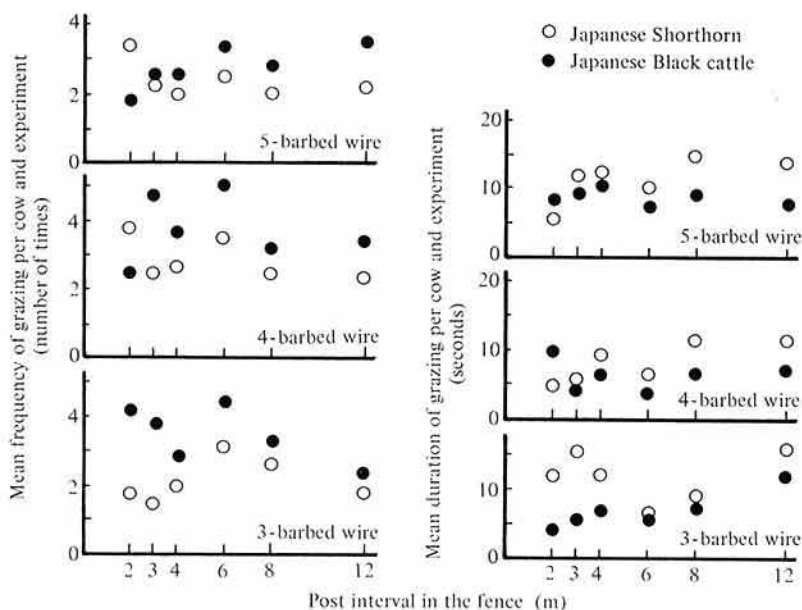 Japanese Shorthorn
Japanese Black cattle
Mean frequency of grazing per cow and experiment
(number of times)
4
2
0
5-barbed wire
4
2
0
4-barbed wire
4
2
0
3-barbed wire
2 3 4 6 8 12
Mean duration of grazing per cow and experiment
(seconds)
20
10
0
5-barbed wire
20
10
0
4-barbed wire
10
0
3-barbed wire
2 3 4 6 8 12
Post interval in the fence (m)